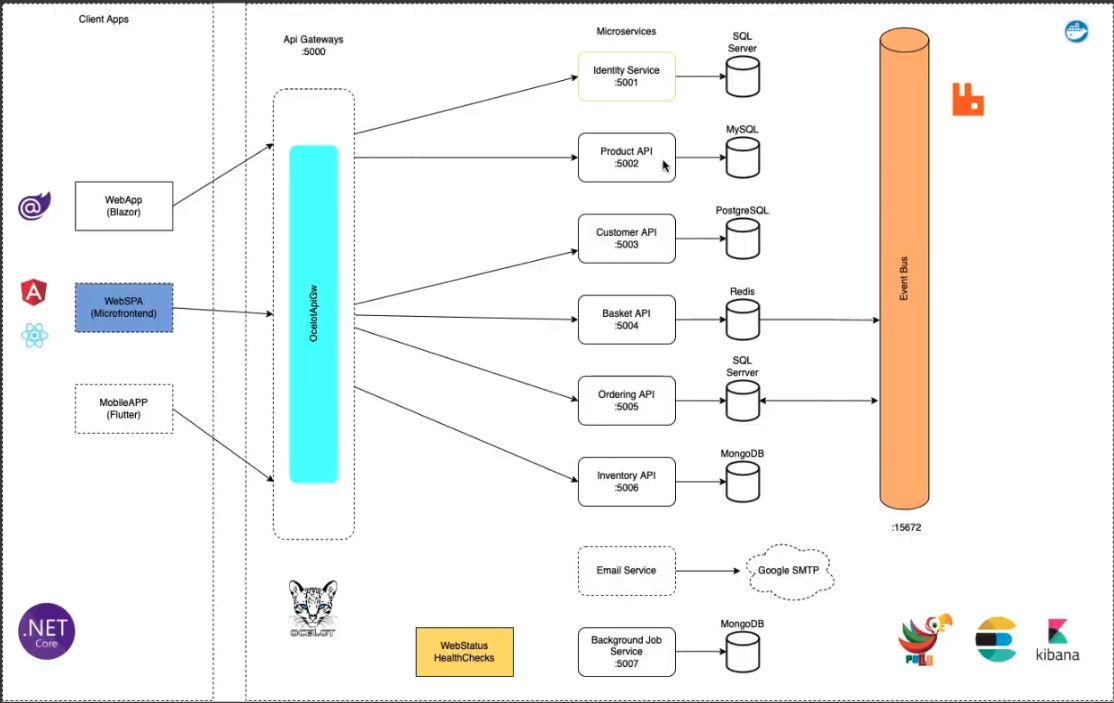 Client Apps
Api Gateways
:5000
Microservices
SQL
Server
Identity Service
:5001
MySQL
Product API
:5002
WebApp
(Blazor)
PostgreSQL
Customer API
:5003
WebSPA
(Microfrontend)
OcelotApiGw
Event Bus
Redis
Basket API
:5004
SQL
Serrver
Ordering API
:5005
MobileAPP
(Flutter)
MongoDB
Inventory API
:5006
:15672
Email Service
Google SMTP
OCELOT
.NET
Core
WebStatus
HealthChecks
MongoDB
Background Job
Service
:5007
POLLY
kibana